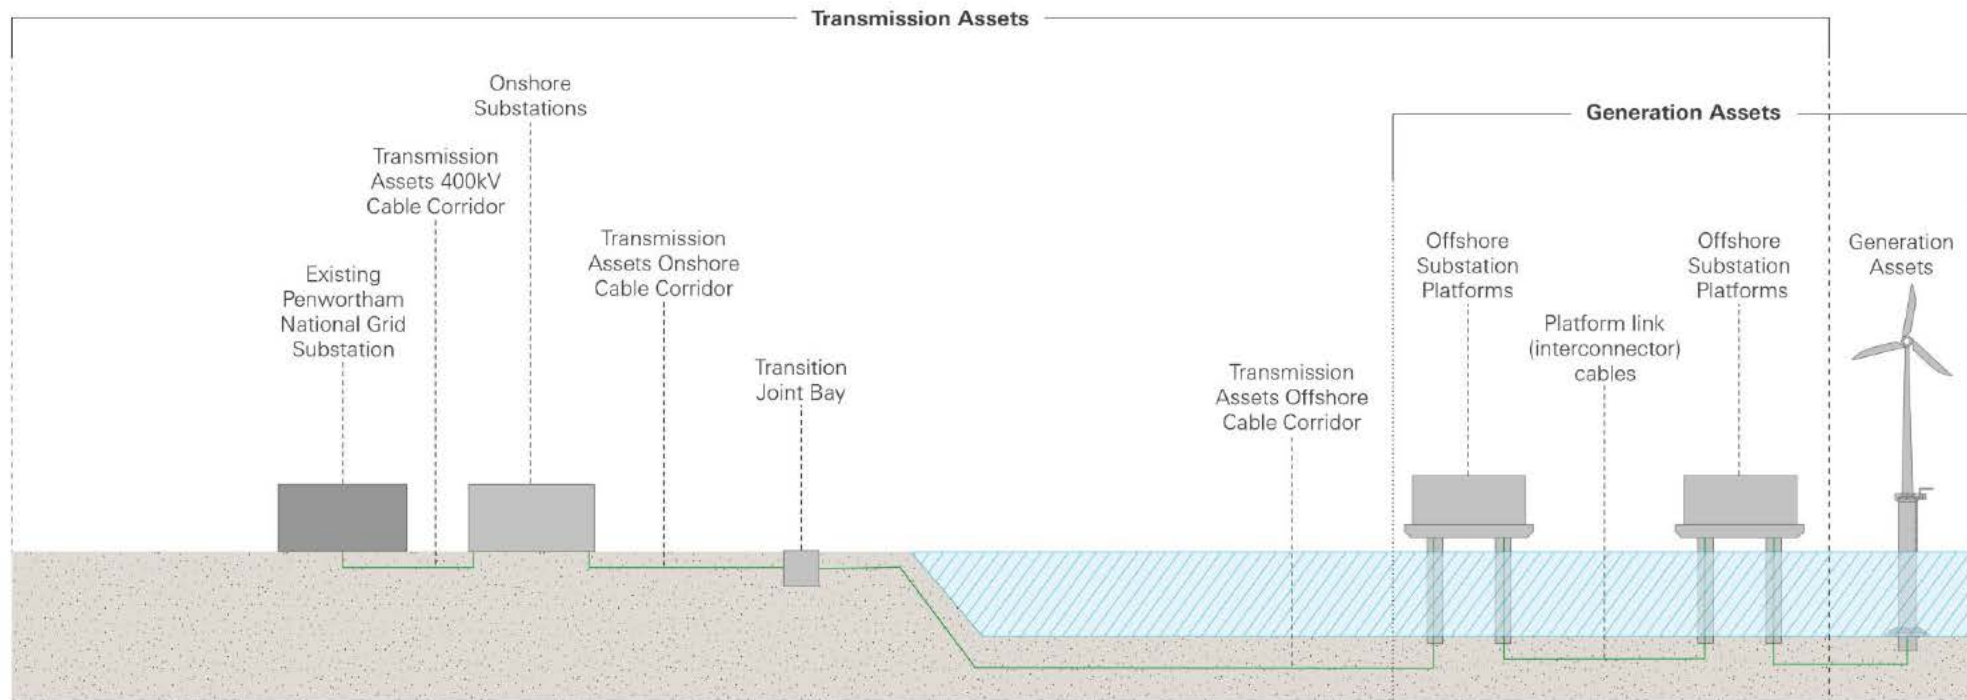 Transmission Assets
Generation Assets
Onshore
Substations
Transmission
Assets 400kV
Cable Corridor
Existing
Penwortham
National Grid
Substation
Transmission
Assets Onshore
Cable Corridor
Transition
Joint Bay
Transmission
Assets Offshore
Cable Corridor
Offshore
Substation
Platforms
Platform link
(interconnector)
cables
Offshore
Substation
Platforms
Generation
Assets